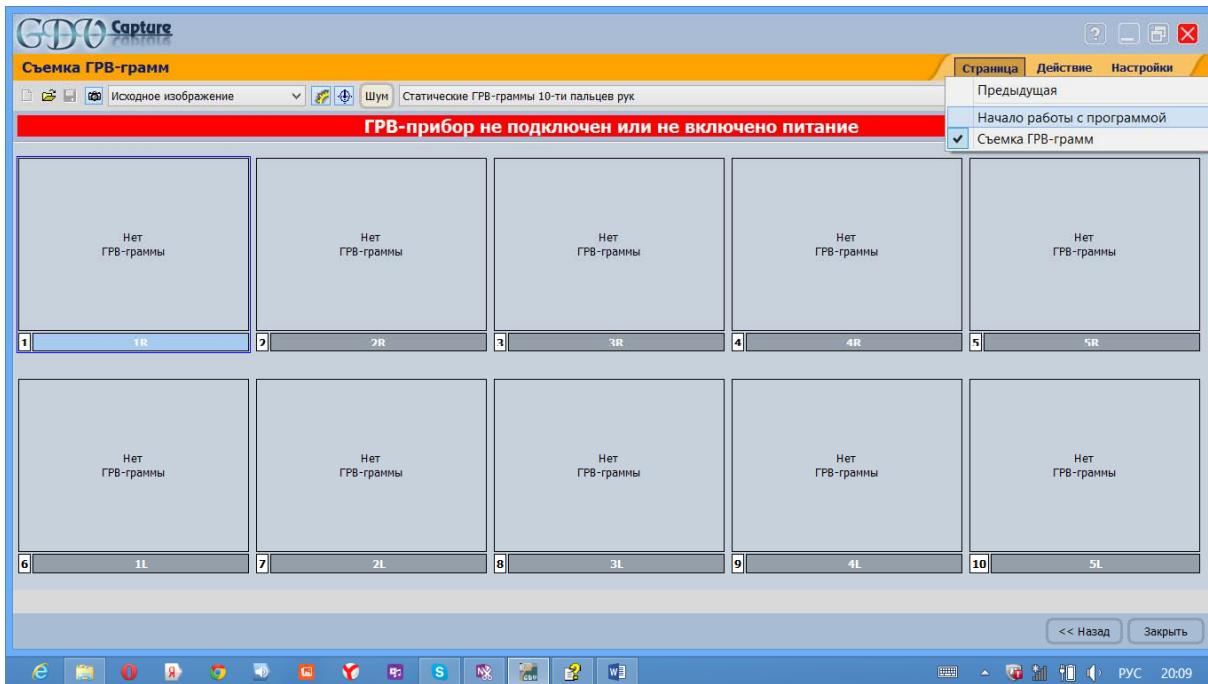 GDV Capture
Съемка ГРВ-грамм
Страница Действие Настройки
Исходное изображение Шум Статические ГРВ-граммы 10-ти пальцев рук
Предыдущая
Начало работы с программой
Съемка ГРВ-грамм
ГРВ-прибор не подключен или не включено питание
Нет Нет Нет Нет Нет
ГРВ-граммы ГРВ-граммы ГРВ-граммы ГРВ-граммы ГРВ-граммы
1 1R 2 2R 3 3R 4 4R 5 5R
Нет Нет Нет Нет Нет
ГРВ-граммы ГРВ-граммы ГРВ-граммы ГРВ-граммы ГРВ-граммы
6 1L 7 2L 8 3L 9 4L 10 5L
<< Назад Закрыть
РУС 20:09